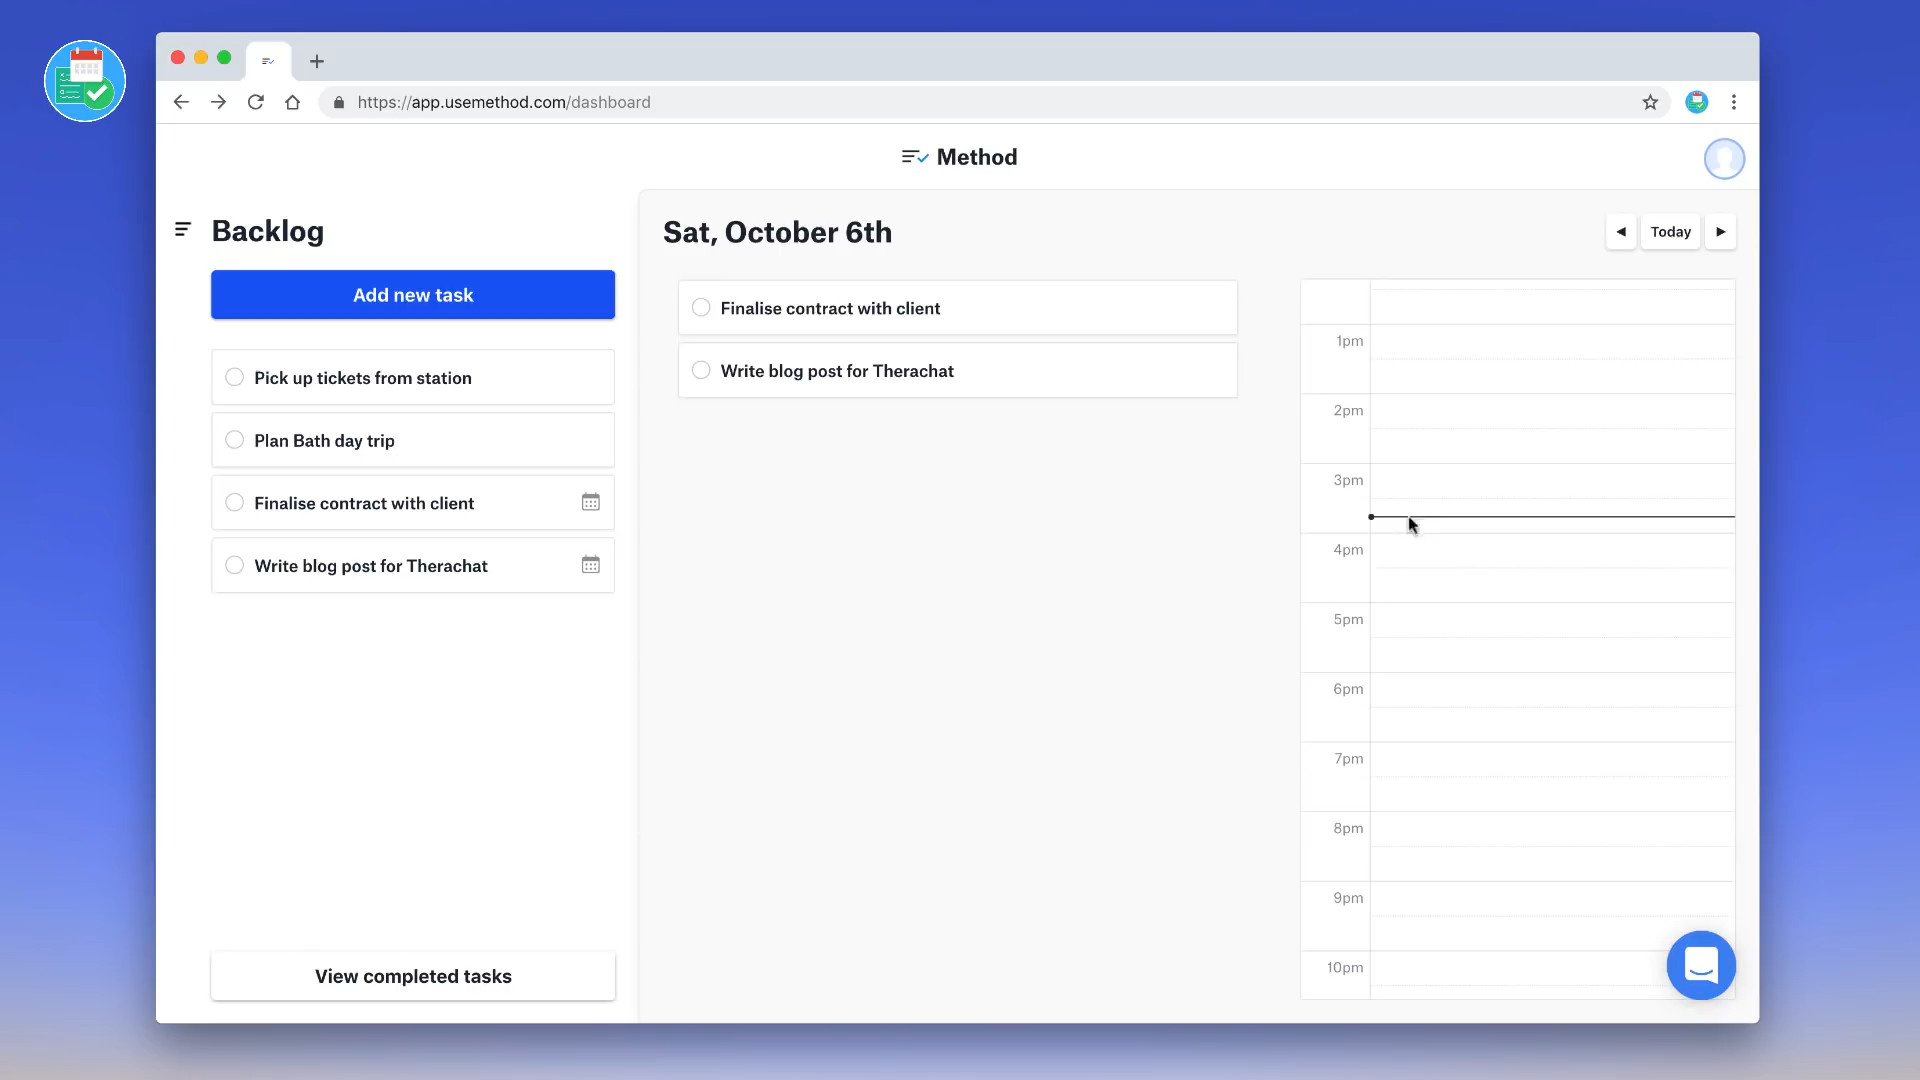 https://app.usemethod.com/dashboard
Method
Backlog
Add new task
Pick up tickets from station
Plan Bath day trip
Finalise contract with client
Write blog post for Therachat
View completed tasks
Sat, October 6th
Today
Finalise contract with client
Write blog post for Therachat
1pm
2pm
3pm
4pm
5pm
6pm
7pm
8pm
9pm
10pm